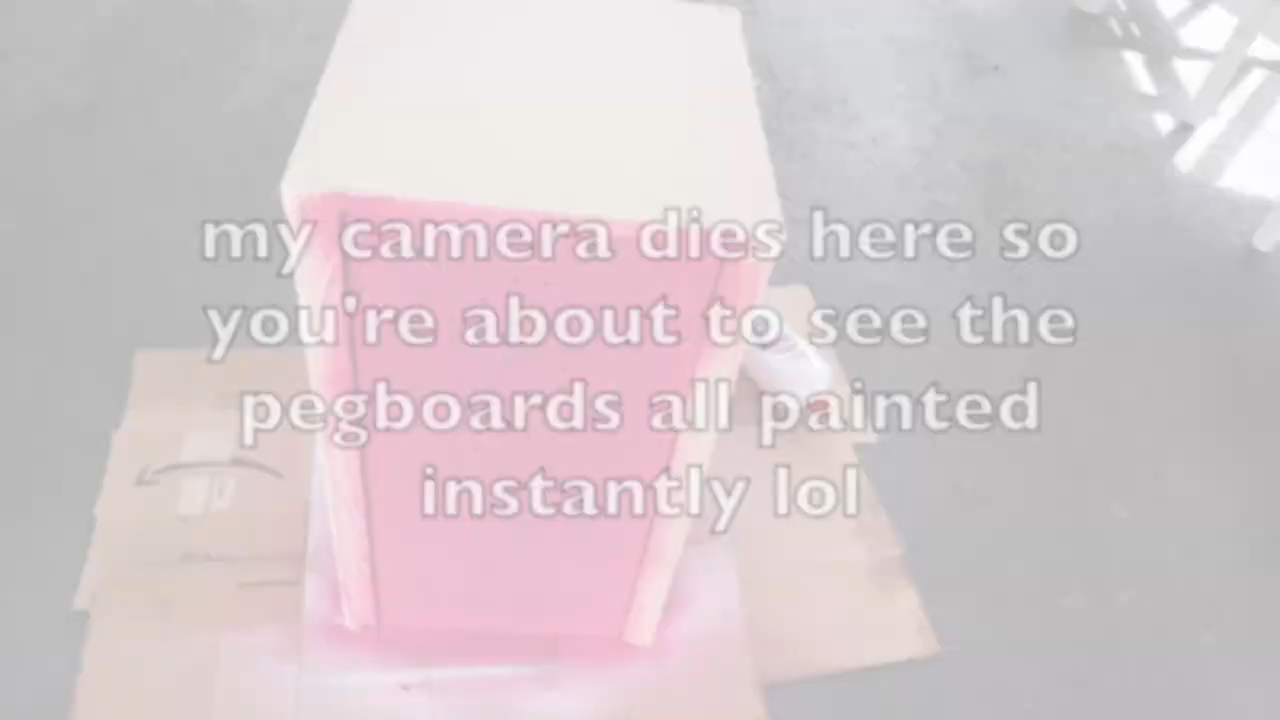 my camera dies here so
you're about to see the
pegboards all painted
instantly lol